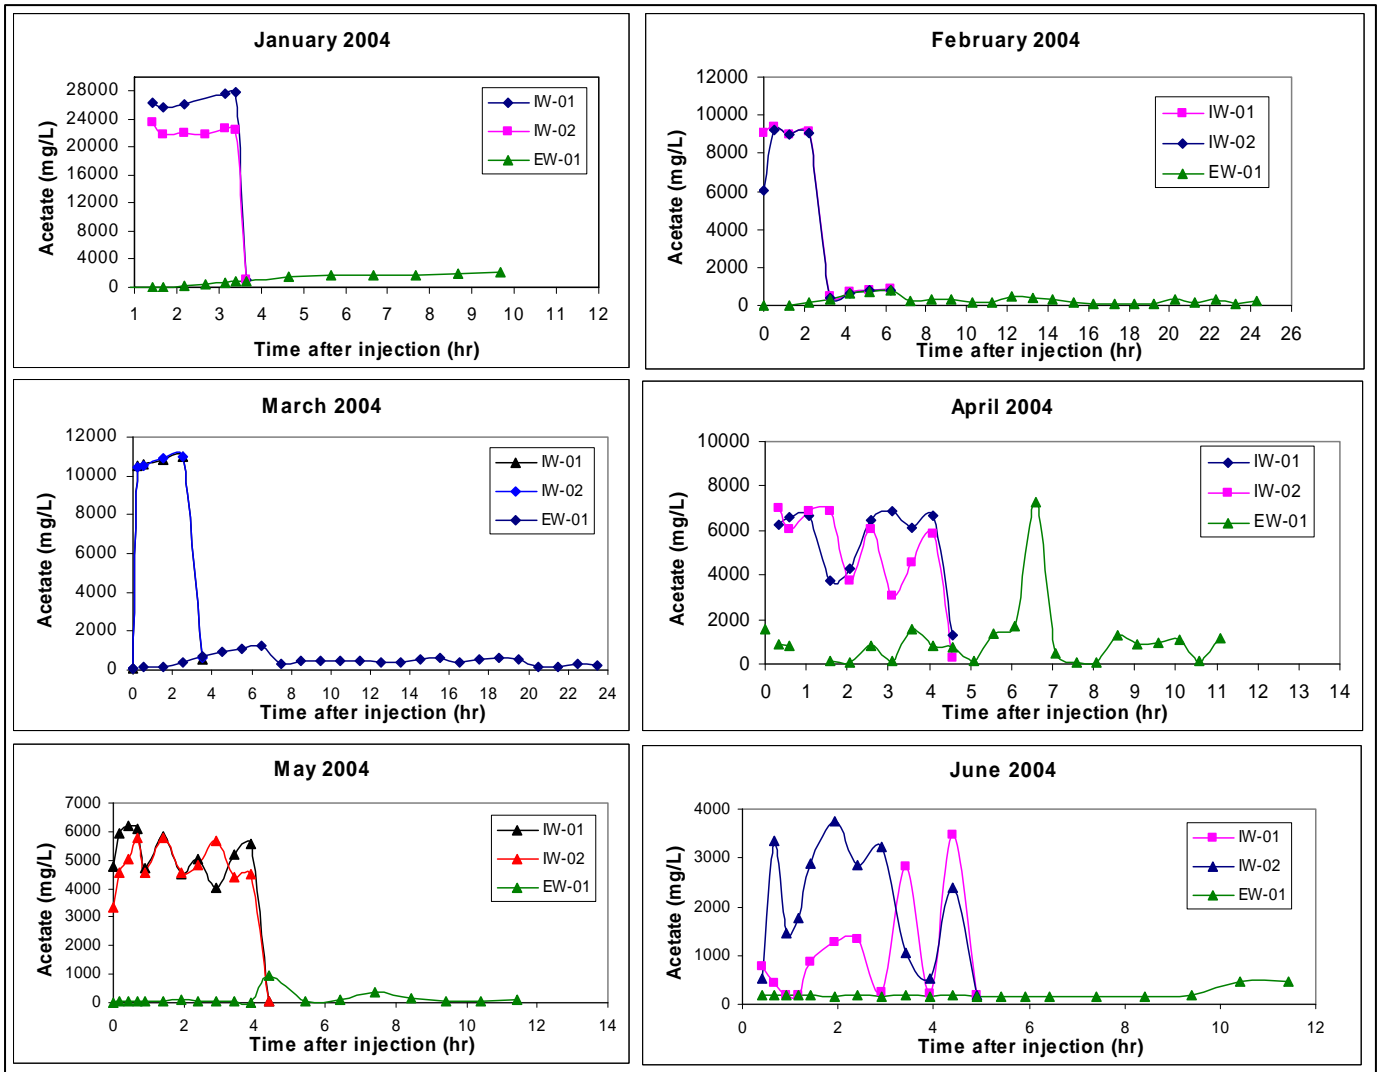 January 2004
28000
24000
20000
16000
12000
8000
4000
0
Acetate (mg/L)
IW-01
IW-02
EW-01
1 1 2 3 4 5 6 7 8 9 10 11 12
Time after injection (hr)
February 2004
12000
10000
8000
6000
4000
2000
0
Acetate (mg/L)
IW-01
IW-02
EW-01
0 2 4 6 8 10 12 14 16 18 20 22 24 26
Time after injection (hr)
March 2004
12000
10000
8000
6000
4000
2000
0
Acetate (mg/L)
IW-01
IW-02
EW-01
0 2 4 6 8 10 12 14 16 18 20 22 24
Time after injection (hr)
April 2004
10000
8000
6000
4000
2000
0
Acetate (mg/L)
IW-01
IW-02
EW-01
0 1 2 3 4 5 6 7 8 9 10 11 12 13 14
Time after injection (hr)
May 2004
7000
6000
5000
4000
3000
2000
1000
0
Acetate (mg/L)
IW-01
IW-02
EW-01
0 2 4 6 8 10 12 14
Time after injection (hr)
June 2004
4000
3000
2000
1000
0
Acetate (mg/L)
IW-01
IW-02
EW-01
0 2 4 6 8 10 12
Time after injection (hr)